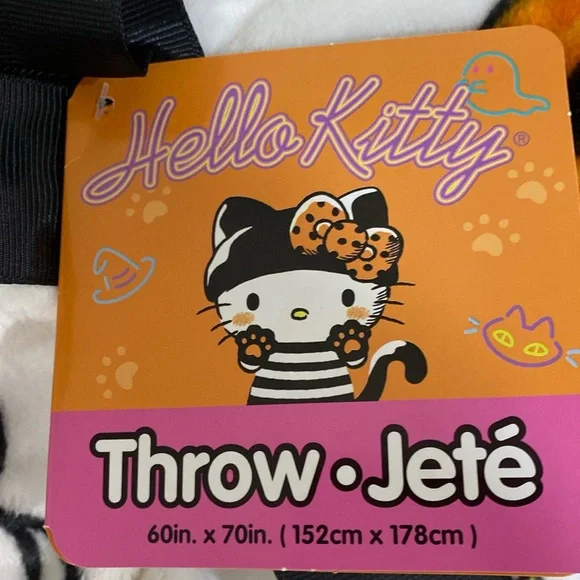 Hello Kitty®
Throw • Jeté
60in. x 70in. ( 152cm x 178cm )